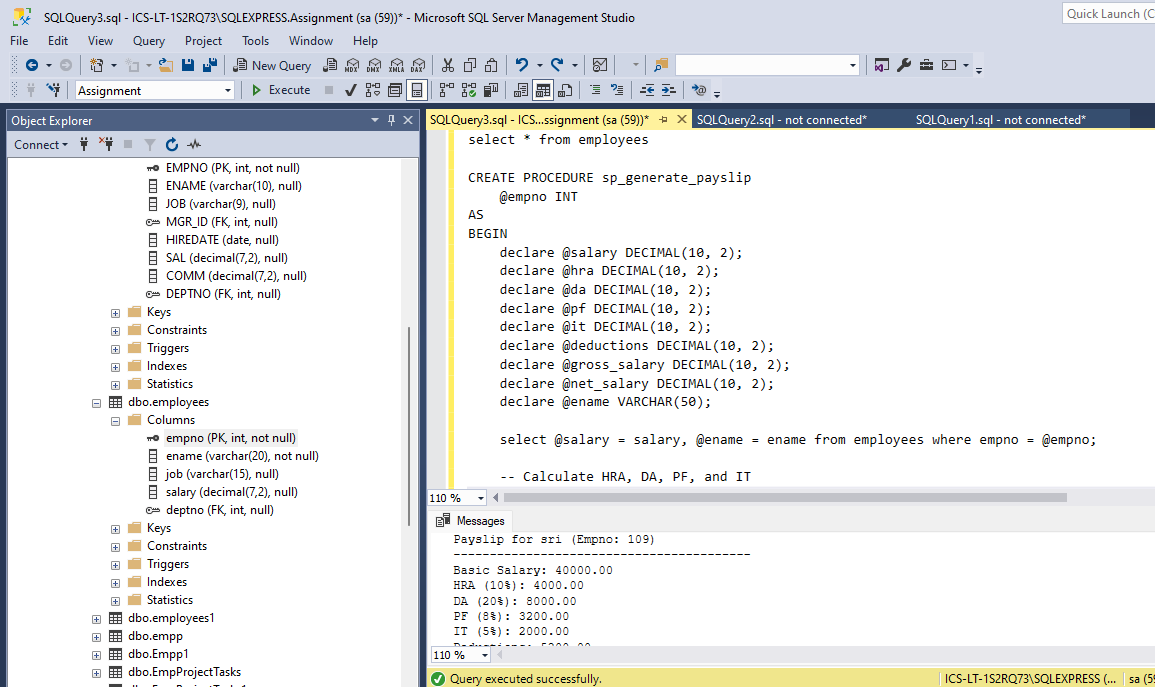 SQLQuery3.sql - ICS-LT-1S2RQ73\SQLEXPRESS.Assignment (sa (59))* - Microsoft SQL Server Management Studio
Quick Launch (C
File Edit View Query Project Tools Window Help
New Query MDX DMX XMLA DAX
Assignment Execute
Object Explorer
Connect
EMPNO (PK, int, not null)
ENAME (varchar(10), null)
JOB (varchar(9), null)
MGR_ID (FK, int, null)
HIREDATE (date, null)
SAL (decimal(7,2), null)
COMM (decimal(7,2), null)
DEPTNO (FK, int, null)
Keys
Constraints
Triggers
Indexes
Statistics
dbo.employees
Columns
empno (PK, int, not null)
ename (varchar(20), not null)
job (varchar(15), null)
salary (decimal(7,2), null)
deptno (FK, int, null)
Keys
Constraints
Triggers
Indexes
Statistics
dbo.employees1
dbo.empp
dbo.Empp1
dbo.EmpProjectTasks
SQLQuery3.sql - ICS...ssignment (sa (59))* SQLQuery2.sql - not connected* SQLQuery1.sql - not connected*
select * from employees
CREATE PROCEDURE sp_generate_payslip
@empno INT
AS
BEGIN
declare @salary DECIMAL(10, 2);
declare @hra DECIMAL(10, 2);
declare @da DECIMAL(10, 2);
declare @pf DECIMAL(10, 2);
declare @it DECIMAL(10, 2);
declare @deductions DECIMAL(10, 2);
declare @gross_salary DECIMAL(10, 2);
declare @net_salary DECIMAL(10, 2);
declare @ename VARCHAR(50);
select @salary = salary, @ename = ename from employees where empno = @empno;
-- Calculate HRA, DA, PF, and IT
110 %
Messages
Payslip for sri (Empno: 109)
----------------------------------------
Basic Salary: 40000.00
HRA (10%): 4000.00
DA (20%): 8000.00
PF (8%): 3200.00
IT (5%): 2000.00
110 %
Query executed successfully. ICS-LT-1S2RQ73\SQLEXPRESS (... sa (59